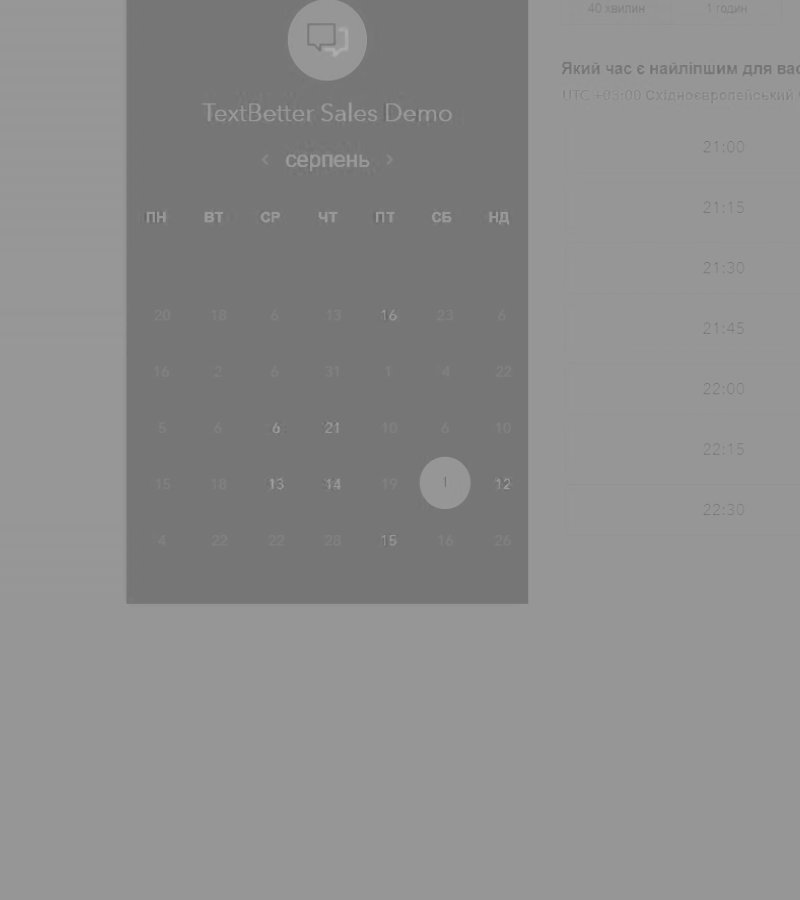 40 хвилин 1 годин
TextBetter Sales Demo
‹ серпень ›
ПН ВТ СР ЧТ ПТ СБ НД
20 18 6 13 16 23 6
16 2 6 31 1 4 22
5 6 6 21 10 6 10
15 18 13 14 19 1 12
4 22 22 28 15 16 26
Який час є найліпшим для вас
UTC +03:00 Східноєвропейський
21:00
21:15
21:30
21:45
22:00
22:15
22:30